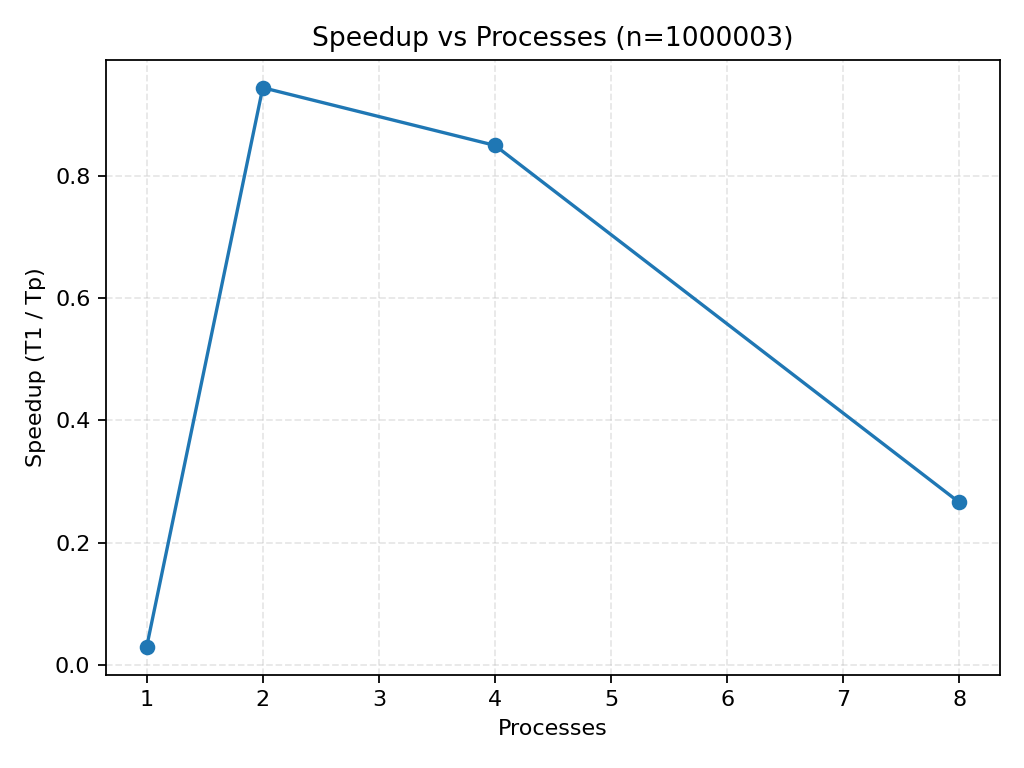 Speedup vs Processes (n=1000003)
Speedup (T1 / Tp)
0.8
0.6
0.4
0.2
0.0
1 2 3 4 5 6 7 8
Processes